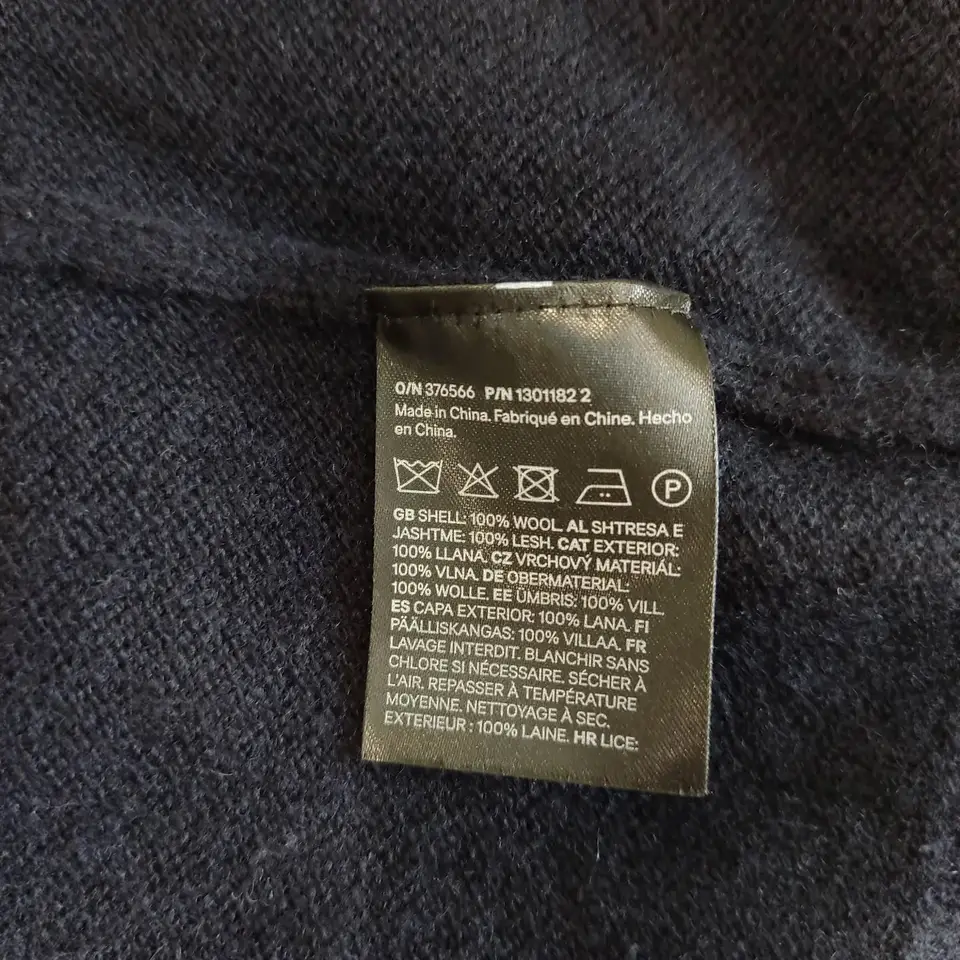 O/N 376566 P/N 1301182 2
Made in China. Fabriqué en Chine. Hecho
en China.
P
GB SHELL: 100% WOOL. AL SHTRESA E
JASHTME: 100% LESH. CAT EXTERIOR:
100% LLANA. CZ VRCHOVÝ MATERIÁL:
100% VLNA. DE OBERMATERIAL:
100% WOLLE. EE ÜMBRIS: 100% VILL.
ES CAPA EXTERIOR: 100% LANA. FI
PÄÄLLISKANGAS: 100% VILLAA. FR
LAVAGE INTERDIT. BLANCHIR SANS
CHLORE SI NÉCESSAIRE. SÉCHER À
L'AIR. REPASSER À TEMPÉRATURE
MOYENNE. NETTOYAGE À SEC.
EXTERIEUR : 100% LAINE. HR LICE: